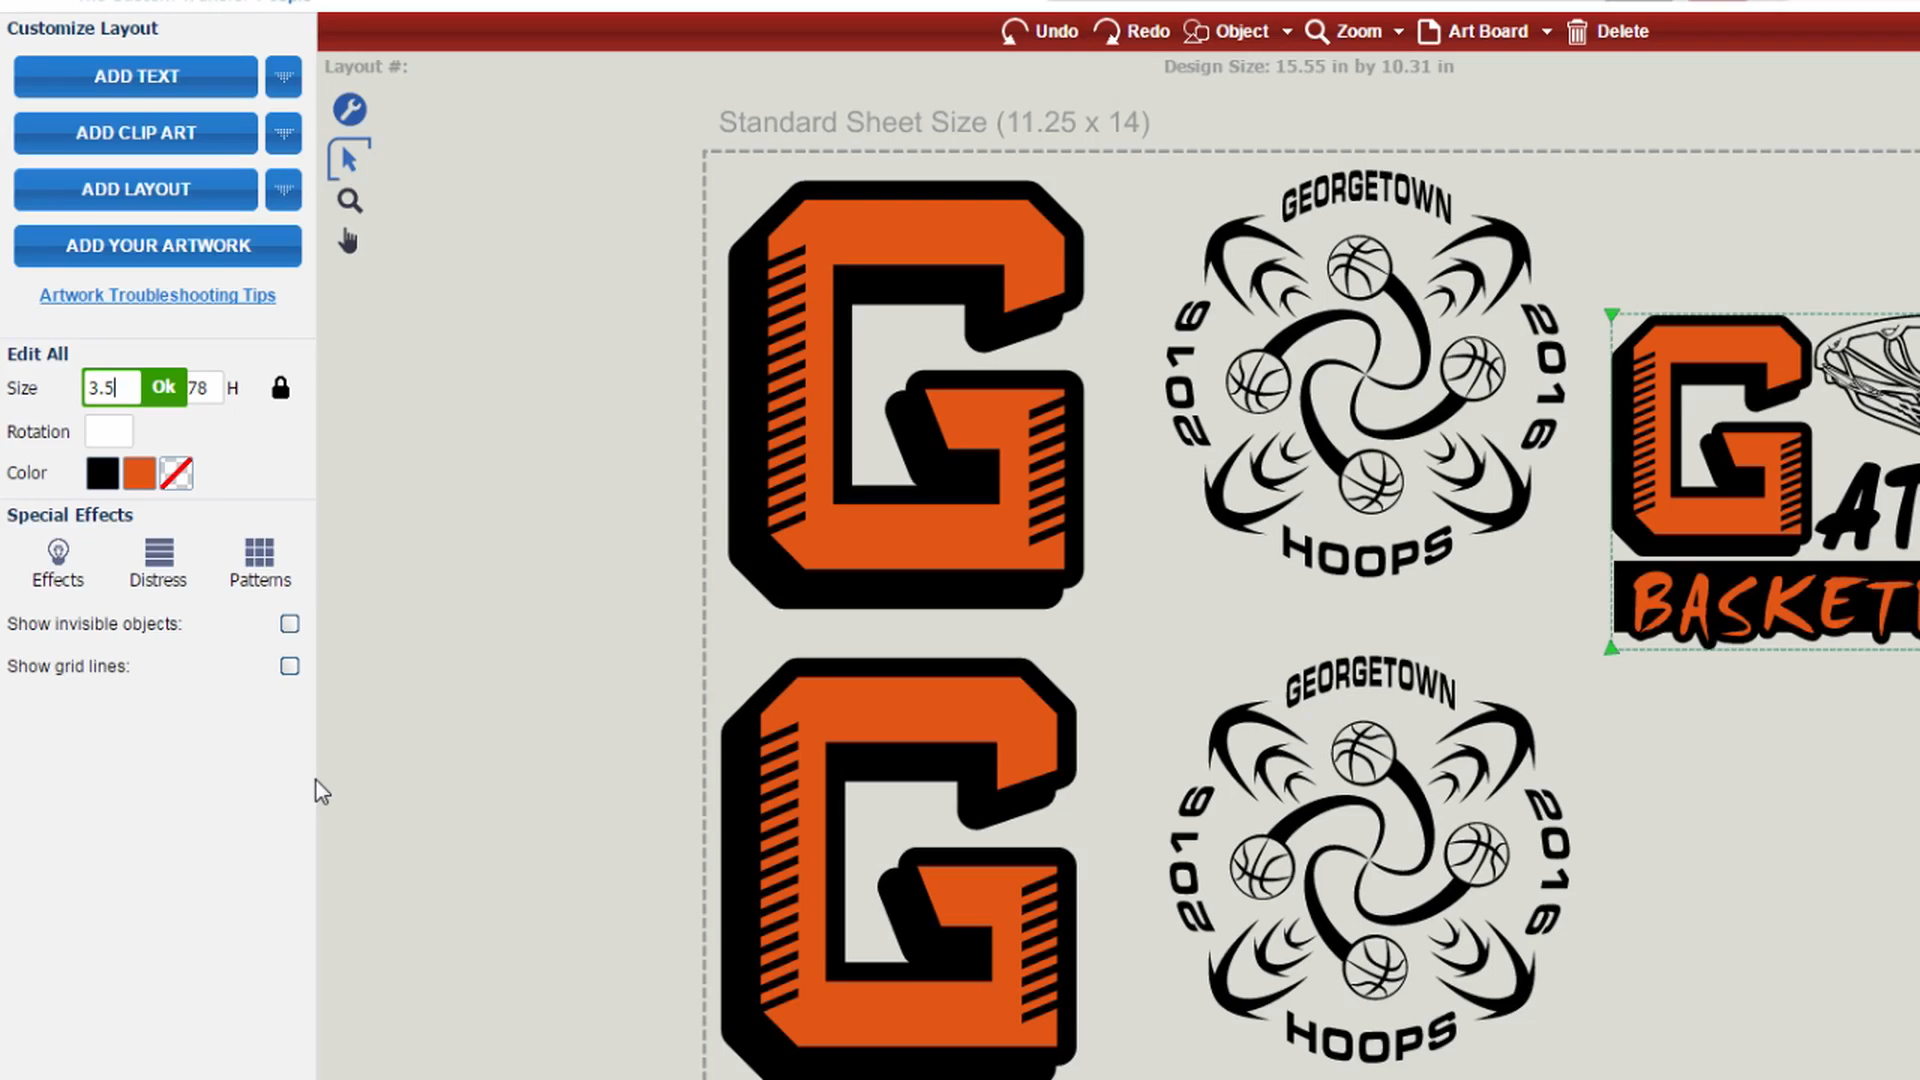 Customize Layout
ADD TEXT
ADD CLIP ART
ADD LAYOUT
ADD YOUR ARTWORK
Artwork Troubleshooting Tips
Edit All
Size 3.5 Ok 78 H
Rotation
Color
Special Effects
Effects Distress Patterns
Show invisible objects:
Show grid lines:
Undo Redo Object Zoom Art Board Delete
Layout #:
Design Size: 15.55 in by 10.31 in
Standard Sheet Size (11.25 x 14)
G
GEORGETOWN
2016
2016
HOOPS
G
AT
BASKET
G
GEORGETOWN
2016
2016
HOOPS